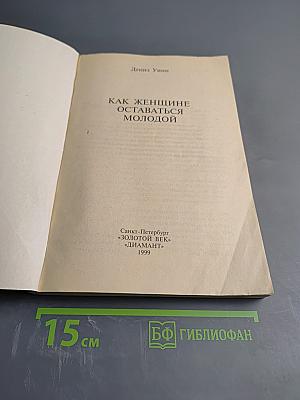 Дениз Уинн
КАК ЖЕНЩИНЕ
ОСТАВАТЬСЯ
МОЛОДОЙ
Санкт-Петербург
«ЗОЛОТОЙ ВЕК»
«ДИАМАНТ»
1999
15 см
БФ ГИБЛИОФАН